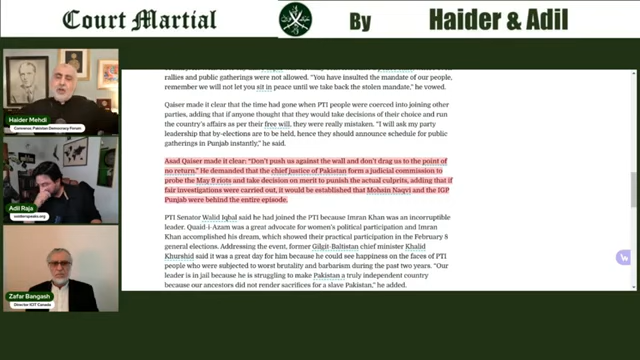 Court Martial
By
Haider & Adil
rallies and public gatherings were not allowed. "You have insulted the mandate of our people,
remember we will not let you sit in peace until we take back the stolen mandate," he vowed.
Qaiser made it clear that the time had gone when PTI people were coerced into joining other
parties, adding that if anyone thought that they would take decisions of their choice and run
the country's affairs as per their free will, they were really mistaken. "I will ask my party
leadership that by-elections are to be held, hence they should announce schedule for public
gatherings in Punjab instantly," he said.
Asad Qaiser made it clear: "Don't push us against the wall and don't drag us to the point of
no return." He demanded that the chief justice of Pakistan form a judicial commission to
probe the May 9 riots and take decision on merit to punish the actual culprits, adding that if
fair investigations were carried out, it would be established that Mohsin Naqvi and the IGP
Punjab were behind the entire episode.
PTI Senator Walid Iqbal said he had joined the PTI because Imran Khan was an incorruptible
leader. Quaid-i-Azam was a great advocate for women's political participation and Imran
Khan accomplished his dream, which showed their practical participation in the February 8
general elections. Addressing the event, former Gilgit-Baltistan chief minister Khalid
Khurshid said it was a great day for him because he could see happiness on the faces of PTI
people who were subjected to worst brutality and barbarism during the past two years. "Our
leader is in jail because he is struggling to make Pakistan a truly independent country
because our ancestors did not render sacrifices for a slave Pakistan," he added.
Haider Mehdi
Convenor, Pakistan Democracy Forum
Adil Raja
soldierspeaks.org
Zafar Bangash
Director ICIT Canada